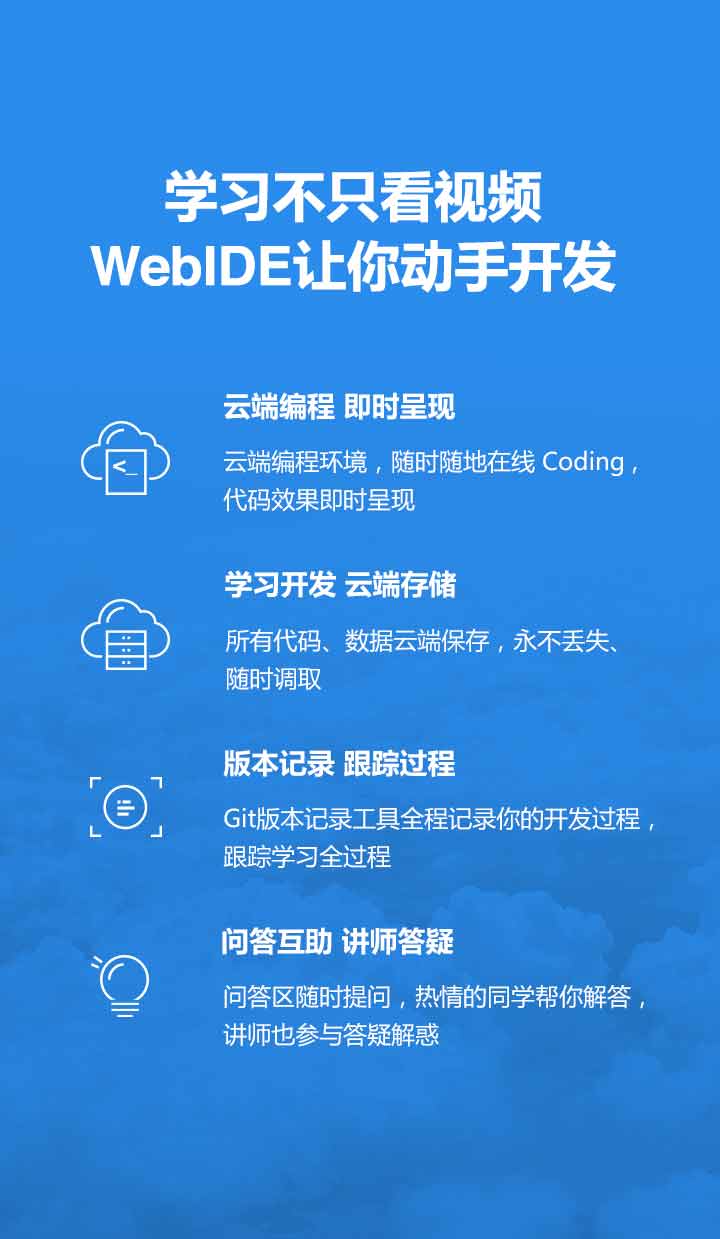 学习不只看视频
WebIDE让你动手开发
云端编程 即时呈现
云端编程环境，随时随地在线 Coding，
代码效果即时呈现
学习开发 云端存储
所有代码、数据云端保存，永不丢失、
随时调取
版本记录 跟踪过程
Git版本记录工具全程记录你的开发过程，
跟踪学习全过程
问答互助 讲师答疑
问答区随时提问，热情的同学帮你解答，
讲师也参与答疑解惑